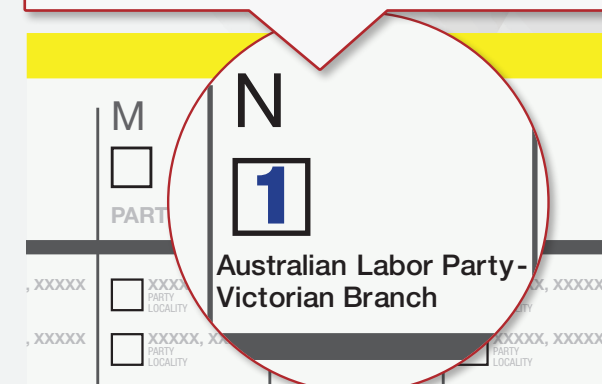 M
N
1
PART
Australian Labor Party-
Victorian Branch
, XXXXX
XXXX
PARTY
LOCALITY
XX, XXXXX
, XXXXX
XXXXX, X
PARTY
LOCALITY
XXXXX, XXXXX
PARTY
LOCALITY